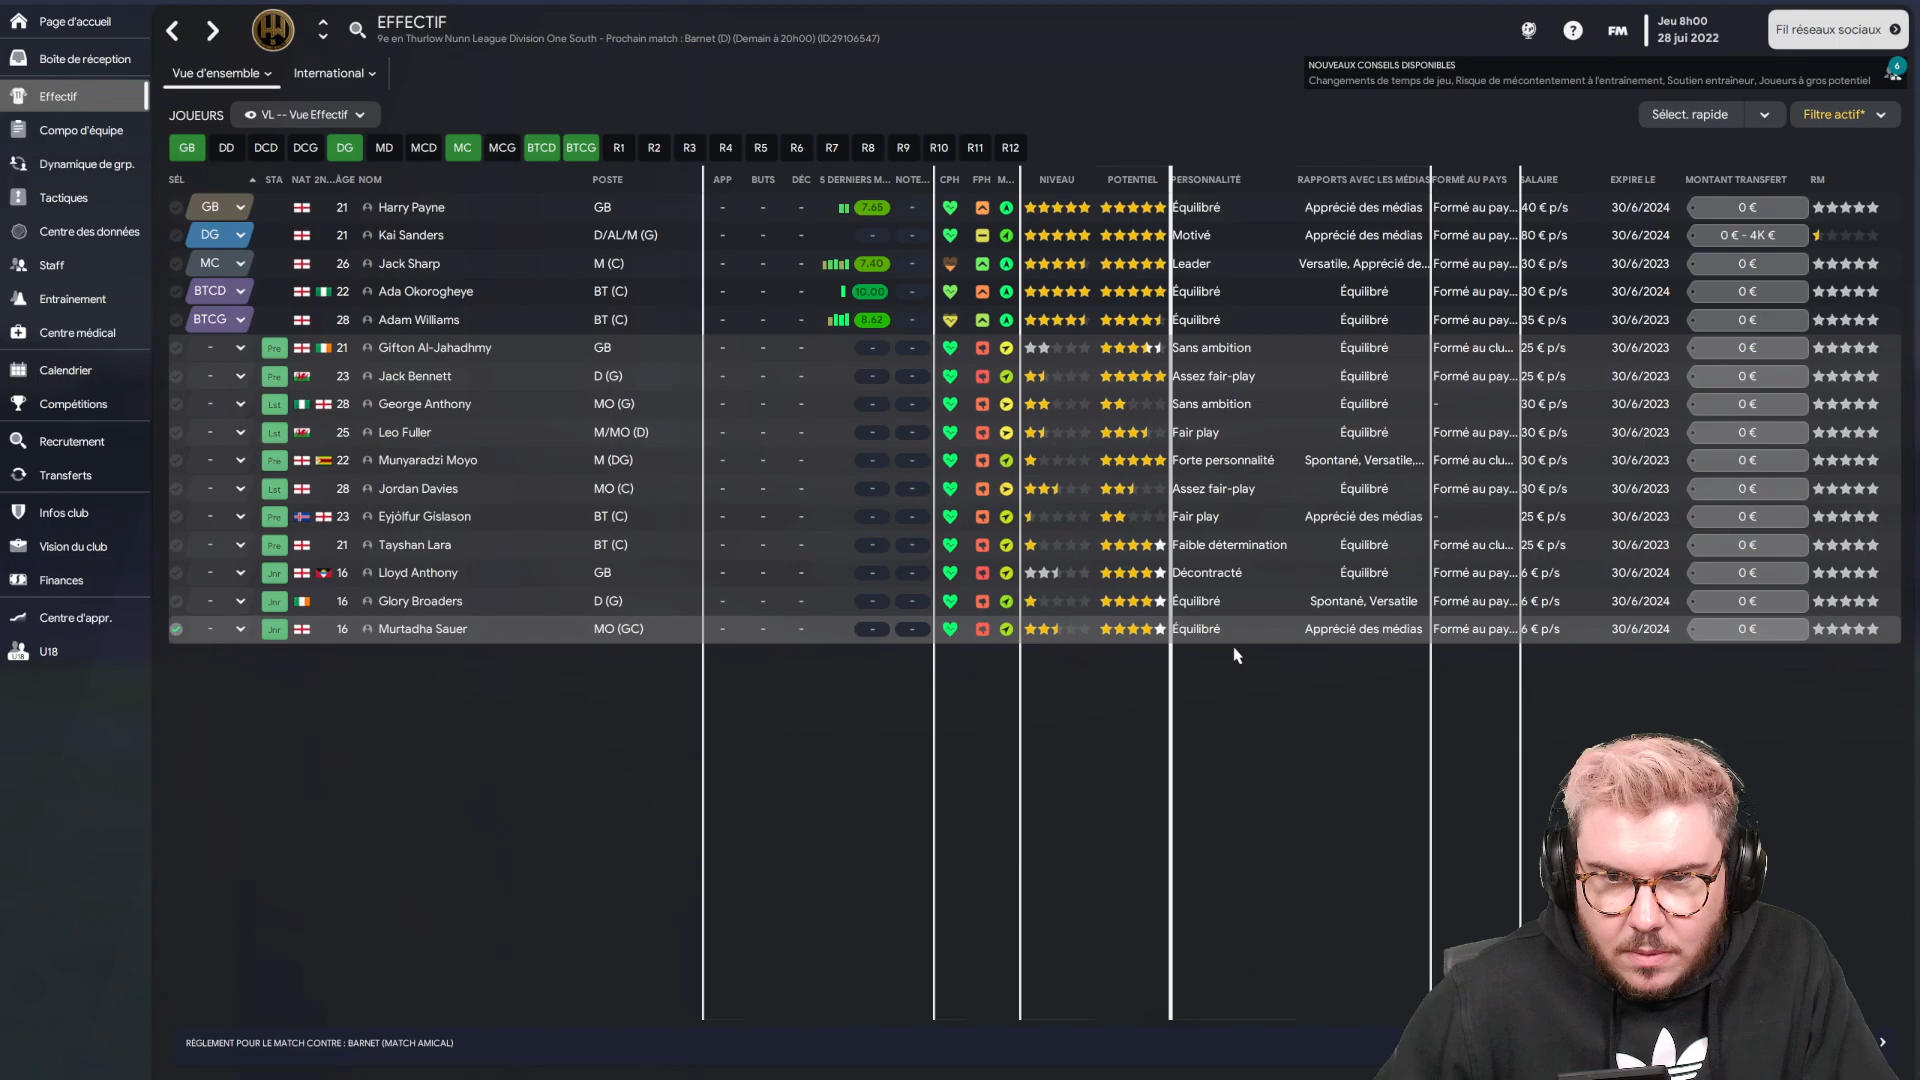 Page d'accueil
Boîte de réception
Effectif
Compo d'équipe
Dynamique de grp.
Tactiques
Centre des données
Staff
Entraînement
Centre médical
Calendrier
Compétitions
Recrutement
Transferts
Infos club
Vision du club
Finances
Centre d'appr.
U18
EFFECTIF
9e en Thurlow Nunn League Division One South - Prochain match : Barnet (D) (Demain à 20h00) (ID:29106547)
FM
Jeu 8h00
28 jui 2022
Fil réseaux sociaux
Vue d'ensemble International
NOUVEAUX CONSEILS DISPONIBLES
Changements de temps de jeu, Risque de mécontentement à l'entraînement, Soutien entraîneur, Joueurs à gros potentiel
6
JOUEURS VL -- Vue Effectif
Sélect. rapide
Filtre actif*
GB DD DCD DCG DG MD MCD MC MCG BTCD BTCG R1 R2 R3 R4 R5 R6 R7 R8 R9 R10 R11 R12
SÉL STA NAT 2N... ÂGE NOM POSTE APP BUTS DÉC 5 DERNIERS M... NOTE... CPH FPH M... NIVEAU POTENTIEL PERSONNALITÉ RAPPORTS AVEC LES MÉDIAS FORMÉ AU PAYS SALAIRE EXPIRE LE MONTANT TRANSFERT RM
GB 21 Harry Payne GB - - - 7.65 - Équilibré Apprécié des médias Formé au pay... 40 € p/s 30/6/2024 0 €
DG 21 Kai Sanders D/AL/M (G) - - - - - Motivé Apprécié des médias Formé au pay... 80 € p/s 30/6/2024 0 € - 4K €
MC 26 Jack Sharp M (C) - - - 7.40 - Leader Versatile, Apprécié de... Formé au pay... 30 € p/s 30/6/2024 0 €
BTCD 22 Ada Okorogheye BT (C) - - - 10.00 - Équilibré Équilibré Formé au pay... 30 € p/s 30/6/2024 0 €
BTCG 28 Adam Williams BT (C) - - - 8.62 - Équilibré Équilibré Formé au pay... 35 € p/s 30/6/2024 0 €
- Pre 21 Gifton Al-Jahadhmy GB - - Sans ambition Équilibré Formé au clu... 25 € p/s 30/6/2023 0 €
- Pre 23 Jack Bennett D (G) - - Assez fair-play Équilibré Formé au pay... 25 € p/s 30/6/2023 0 €
- Lst 28 George Anthony MO (G) - - Sans ambition Équilibré - 30 € p/s 30/6/2023 0 €
- Lst 25 Leo Fuller M/MO (D) - - Fair play Équilibré Formé au pay... 25 € p/s 30/6/2023 0 €
- Pre 22 Munyaradzi Moyo M (DG) - - Forte personnalité Spontané, Versatile,... Formé au clu... 30 € p/s 30/6/2023 0 €
- Lst 28 Jordan Davies MO (C) - - Assez fair-play Équilibré Formé au pay... 30 € p/s 30/6/2023 0 €
- Pre 23 Eyjólfur Gíslason BT (C) - - Fair play Apprécié des médias - 25 € p/s 30/6/2023 0 €
- Pre 21 Tayshan Lara BT (C) - - Faible détermination Équilibré Formé au clu... 25 € p/s 30/6/2023 0 €
- Jnr 16 Lloyd Anthony GB - - Décontracté Équilibré Formé au pay... 6 € p/s 30/6/2024 0 €
- Jnr 16 Glory Broaders D (G) - - Équilibré Spontané, Versatile Formé au pay... 6 € p/s 30/6/2024 0 €
- Jnr 16 Murtadha Sauer MO (GC) - - Équilibré Apprécié des médias Formé au pay... 6 € p/s 30/6/2024 0 €
RÈGLEMENT POUR LE MATCH CONTRE : BARNET (MATCH AMICAL)